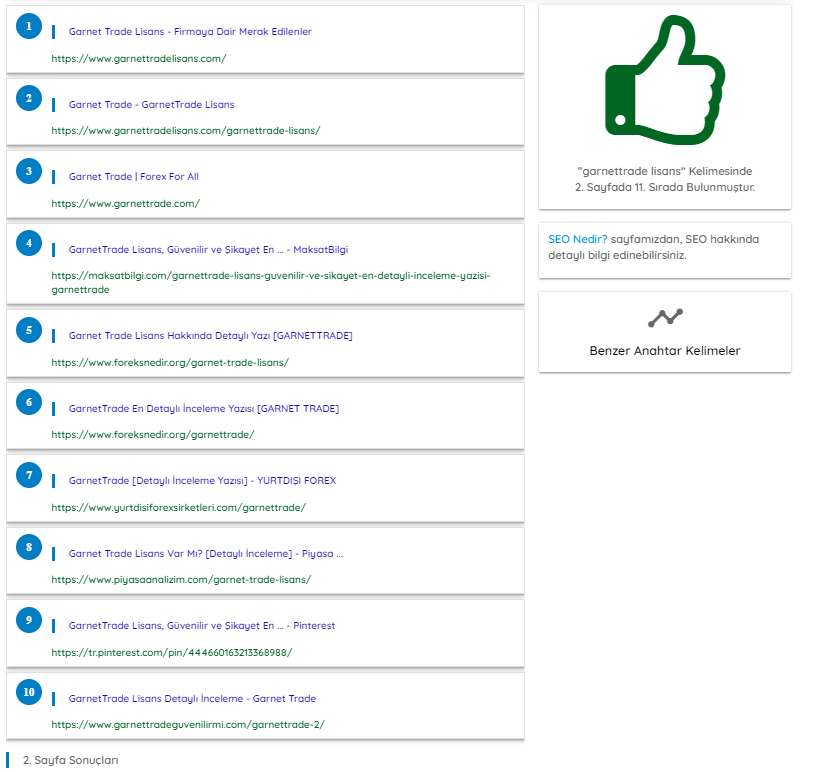 1
Garnet Trade Lisans - Firmaya Dair Merak Edilenler
https://www.garnettradelisans.com/
2
Garnet Trade - GarnetTrade Lisans
https://www.garnettradelisans.com/garnettrade-lisans/
3
Garnet Trade | Forex For All
https://www.garnettrade.com/
4
GarnetTrade Lisans, Güvenilir ve Şikayet En ... - MaksatBilgi
https://maksatbilgi.com/garnettrade-lisans-guvenilir-ve-sikayet-en-detayli-inceleme-yazisi-
garnettrade
5
Garnet Trade Lisans Hakkında Detaylı Yazı [GARNETTRADE]
https://www.foreksnedir.org/garnet-trade-lisans/
6
GarnetTrade En Detaylı İnceleme Yazısı [GARNET TRADE]
https://www.foreksnedir.org/garnettrade/
7
GarnetTrade [Detaylı İnceleme Yazısı] - YURTDIŞI FOREX
https://www.yurtdisiforexsirketleri.com/garnettrade/
8
Garnet Trade Lisans Var Mı? [Detaylı İnceleme] - Piyasa ...
https://www.piyasaanalizim.com/garnet-trade-lisans/
9
GarnetTrade Lisans, Güvenilir ve Şikayet En ... - Pinterest
https://tr.pinterest.com/pin/444660163213368988/
10
GarnetTrade Lisans Detaylı İnceleme - Garnet Trade
https://www.garnettradeguvenilirmi.com/garnettrade-2/
2. Sayfa Sonuçları
"garnettrade lisans" Kelimesinde
2. Sayfada 11. Sırada Bulunmuştur.
SEO Nedir? sayfamızdan, SEO hakkında
detaylı bilgi edinebilirsiniz.
Benzer Anahtar Kelimeler